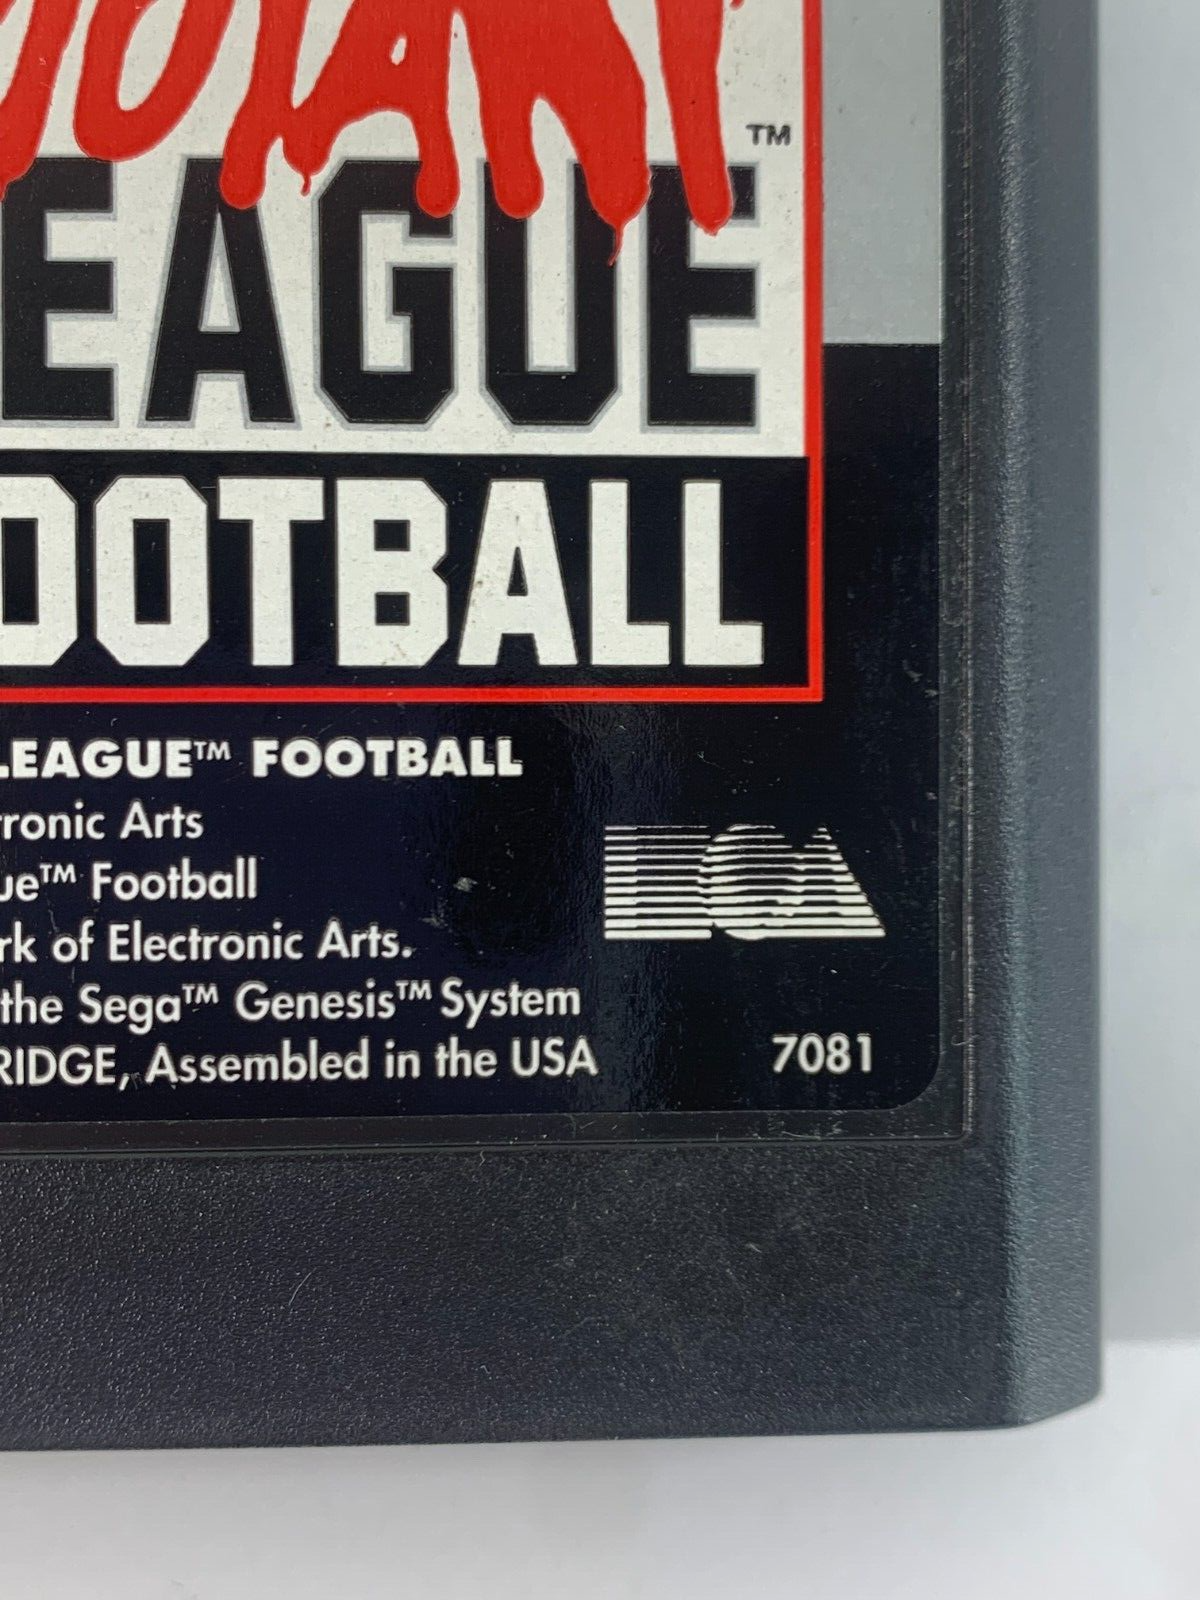 TM
EAGUE
OOTBALL
LEAGUE™ FOOTBALL
ronic Arts
ue™ Football
rk of Electronic Arts.
the Sega™ Genesis™ System
RIDGE, Assembled in the USA
EOA
7081